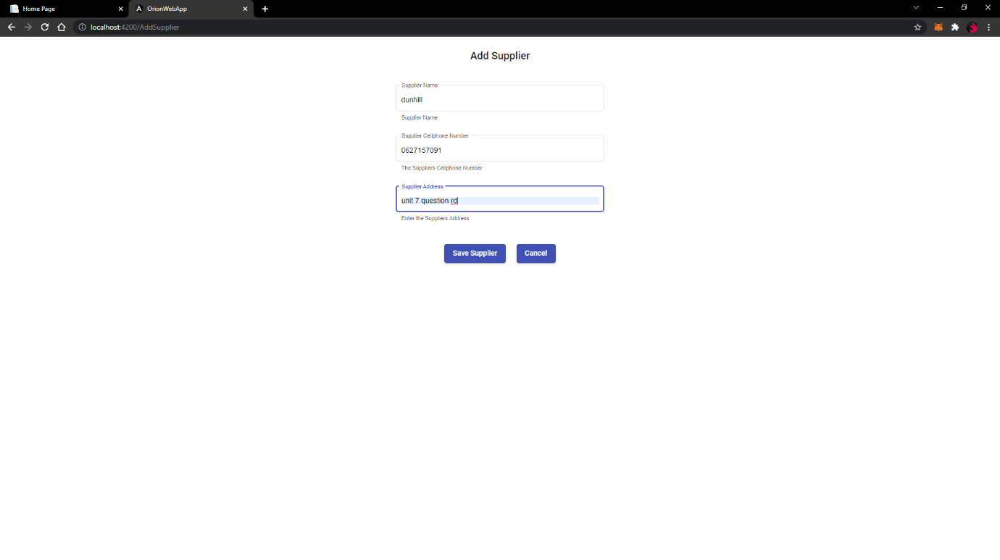 Home Page
OrionWebApp
localhost:4200/AddSupplier
Add Supplier
Supplier Name
dunhill
Supplier Name
Supplier Cellphone Number
0627157091
The Suppliers Cellphone Number
Supplier Address
unit 7 question rd
Enter the Suppliers Address
Save Supplier Cancel